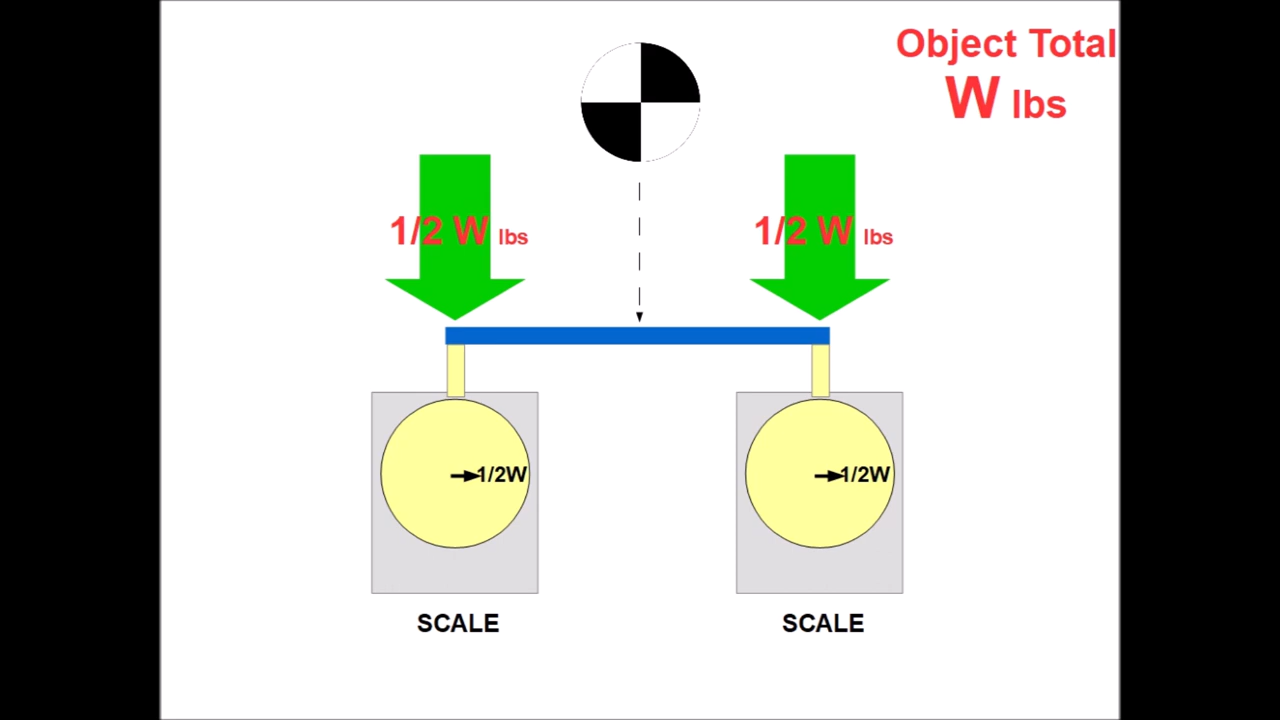 Object Total
W lbs
1/2 W lbs
1/2 W lbs
1/2W
1/2W
SCALE
SCALE